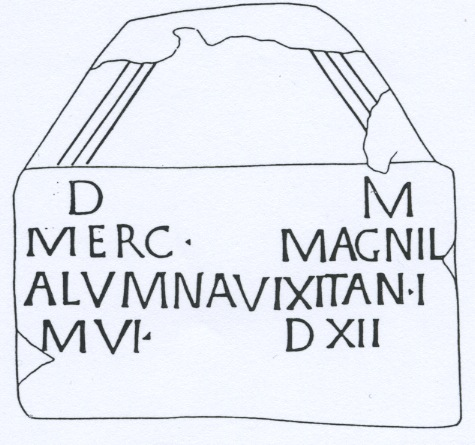 D M
MERC · MAGNIL
ALVMNAVIXITAN·I
MVI· DXII